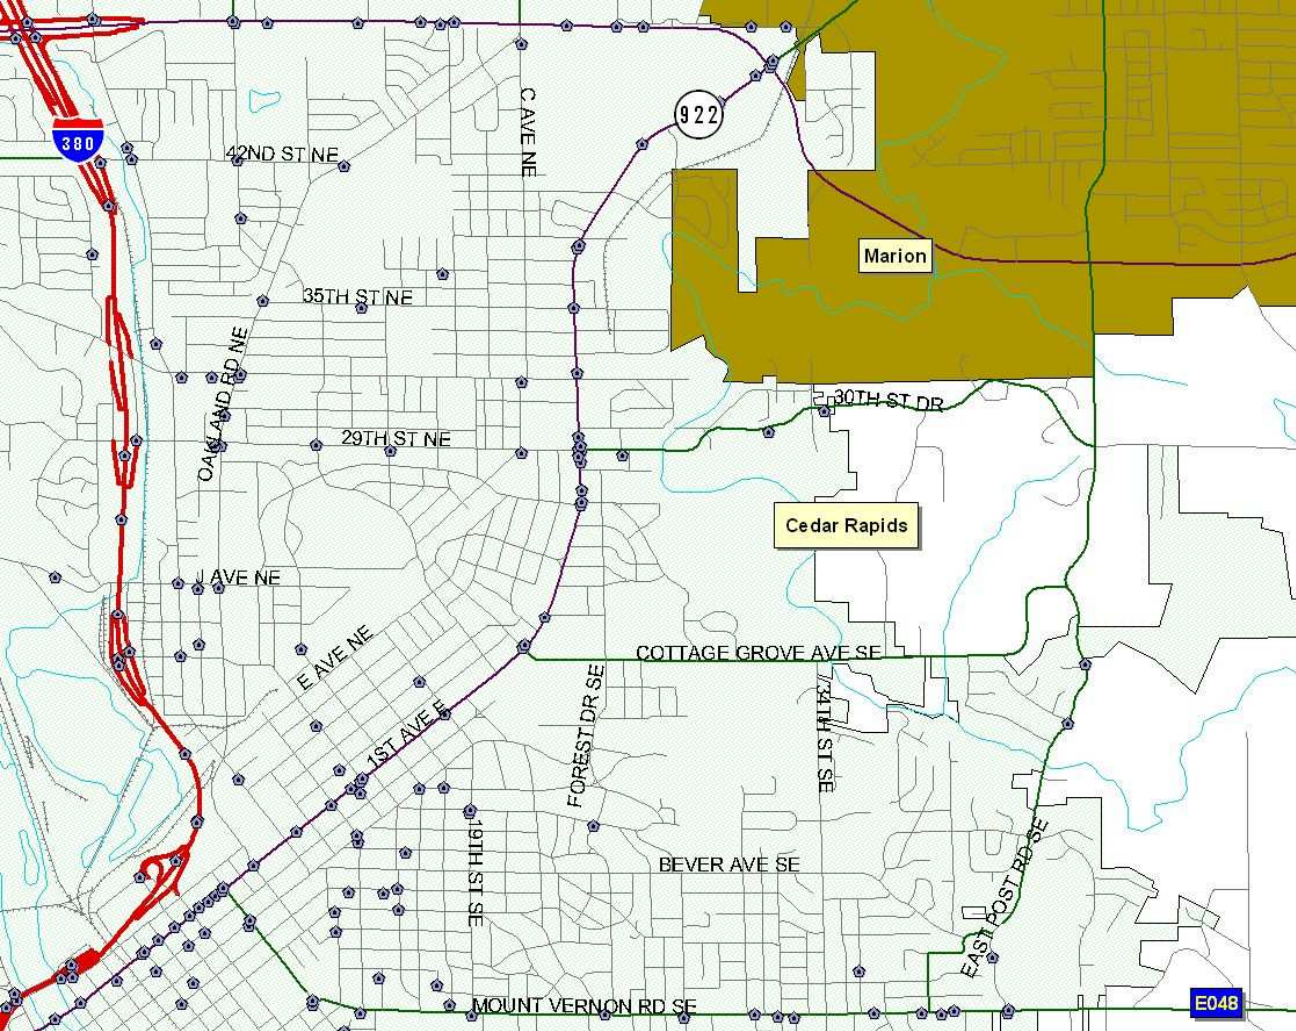 C AVE NE
922
380
42ND ST NE
Marion
35TH ST NE
OAKLAND RD NE
30TH ST DR
29TH ST NE
Cedar Rapids
J AVE NE
E AVE NE
COTTAGE GROVE AVE SE
1ST AVE E
FOREST DR SE
34TH ST SE
19TH ST SE
BEVER AVE SE
EAST POST RD SE
MOUNT VERNON RD SE
E048